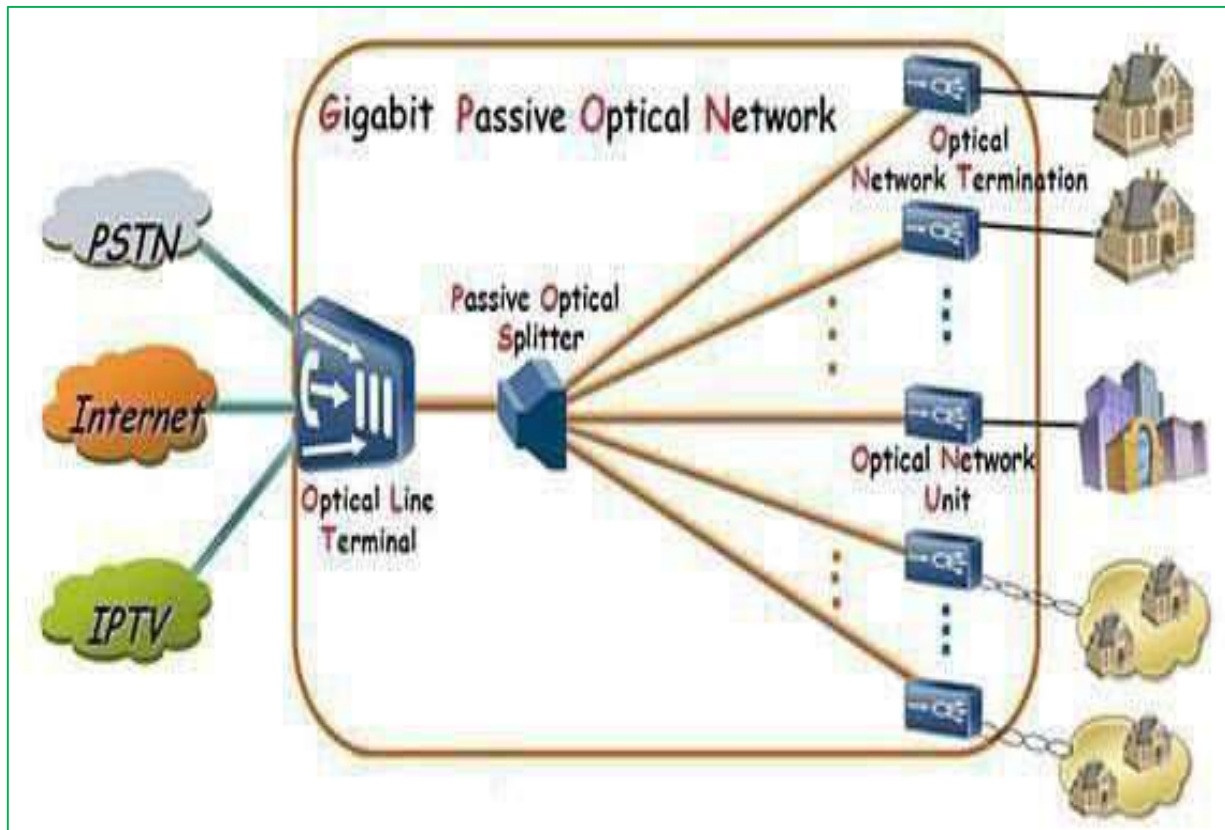 Gigabit Passive Optical Network
Optical
Network Termination
PSTN
Passive Optical
Splitter
Internet
Optical Network
Unit
Optical Line
Terminal
IPTV